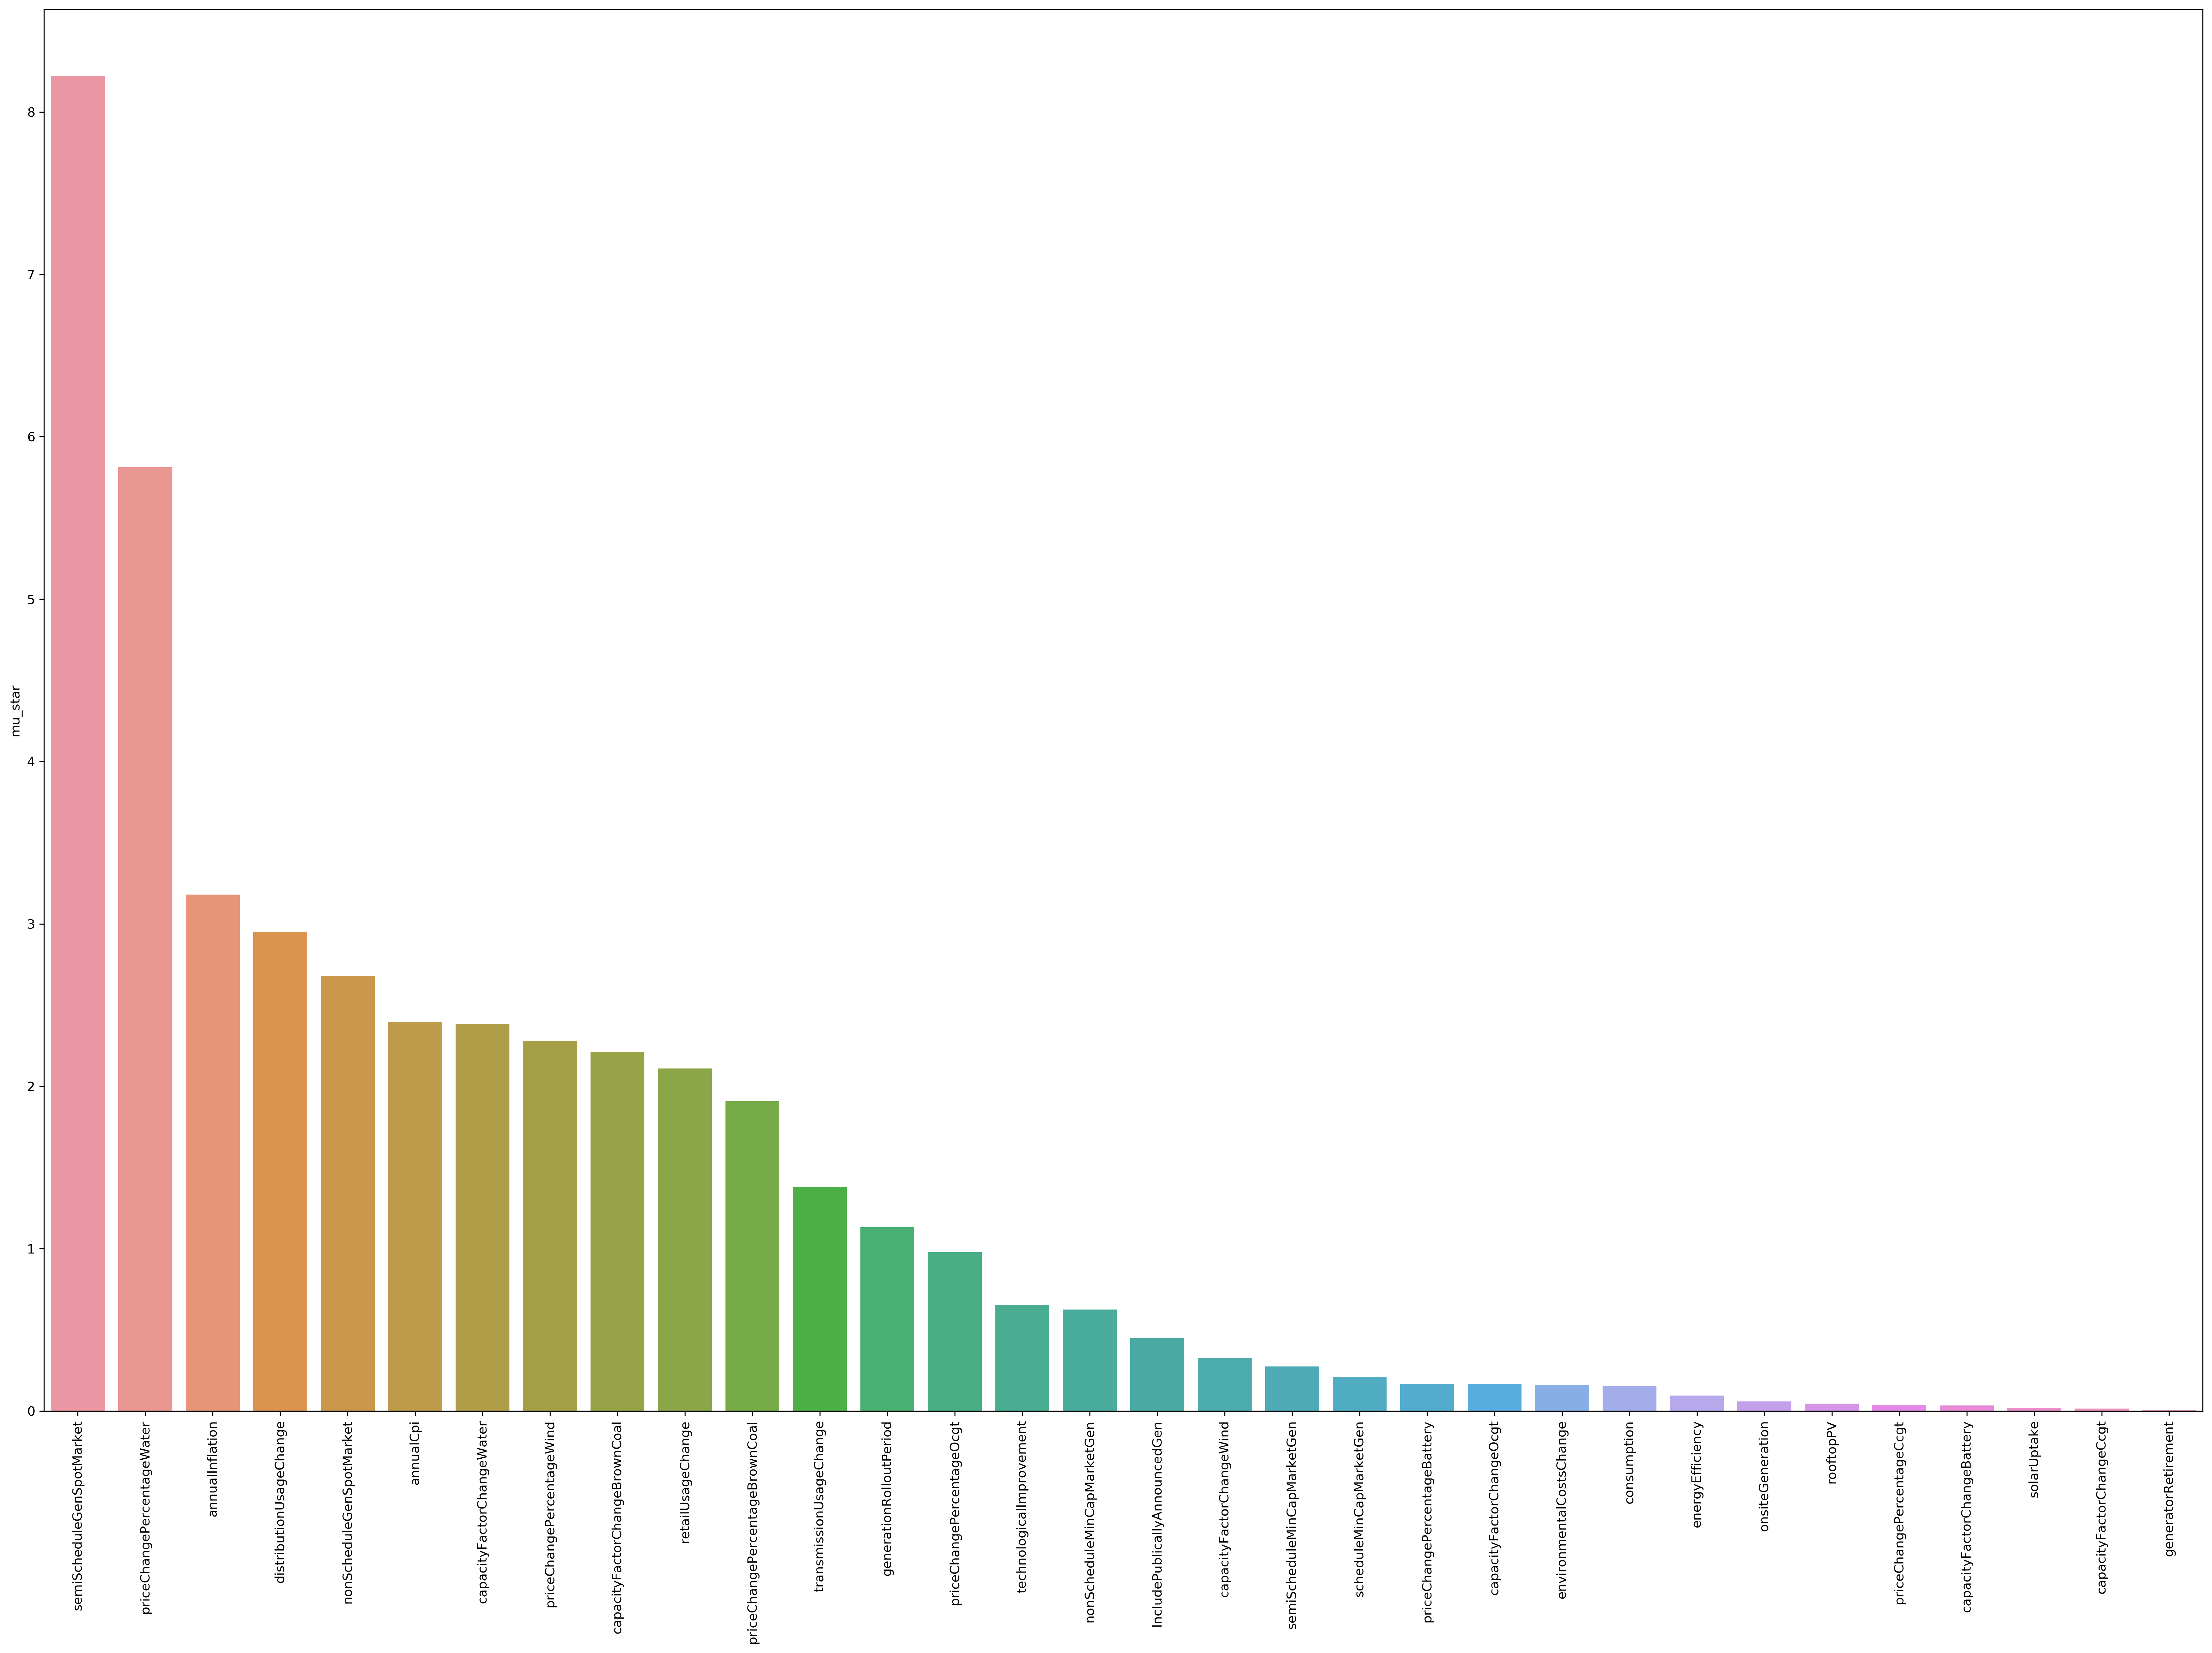 8
7
6
5
4
3
2
1
0
mu_star
semiScheduleGenSpotMarket
priceChangePercentageWater
annualInflation
distributionUsageChange
nonScheduleGenSpotMarket
annualCpi
capacityFactorChangeWater
priceChangePercentageWind
capacityFactorChangeBrownCoal
retailUsageChange
priceChangePercentageBrownCoal
transmissionUsageChange
generationRolloutPeriod
priceChangePercentageOcgt
technologicalImprovement
nonScheduleMinCapMarketGen
IncludePublicallyAnnouncedGen
capacityFactorChangeWind
semiScheduleMinCapMarketGen
scheduleMinCapMarketGen
priceChangePercentageBattery
capacityFactorChangeOcgt
environmentalCostsChange
consumption
energyEfficiency
onsiteGeneration
rooftopPV
priceChangePercentageCcgt
capacityFactorChangeBattery
solarUptake
capacityFactorChangeCcgt
generatorRetirement